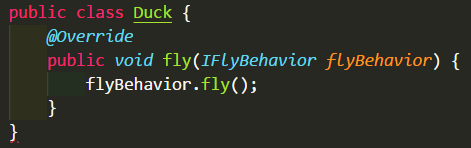 public class Duck {
    @Override
    public void fly(IFlyBehavior flyBehavior) {
        flyBehavior.fly();
    }
}